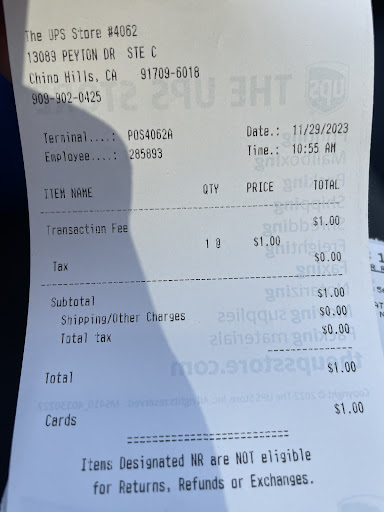 The UPS Store #4062
13089 PEYTON DR STE C
Chino Hills, CA 91709-6018
909-902-0425
Terminal....: POS4062A Date.: 11/29/2023
Employee....: 285893 Time.: 10:55 AM
ITEM NAME QTY PRICE TOTAL
Transaction Fee $1.00
1 @ $1.00
Tax $0.00
Subtotal $1.00
Shipping/Other Charges $0.00
Total tax $0.00
Total $1.00
Cards $1.00
Items Designated NR are NOT eligible
for Returns, Refunds or Exchanges.